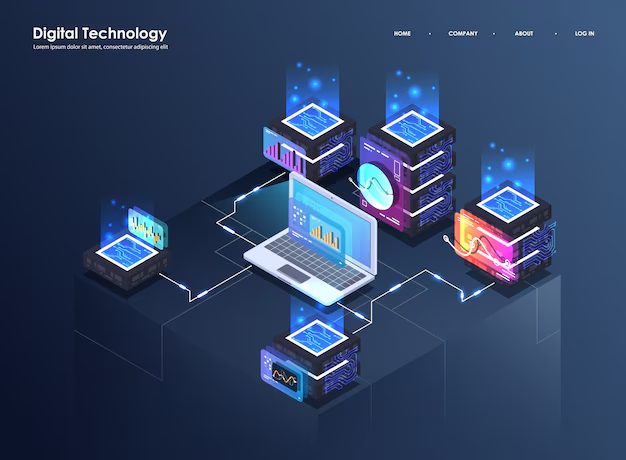 Digital Technology
Lorem ipsum dolor sit amet,
consectetur adipiscing elit
HOME
COMPANY
ABOUT
LOG IN